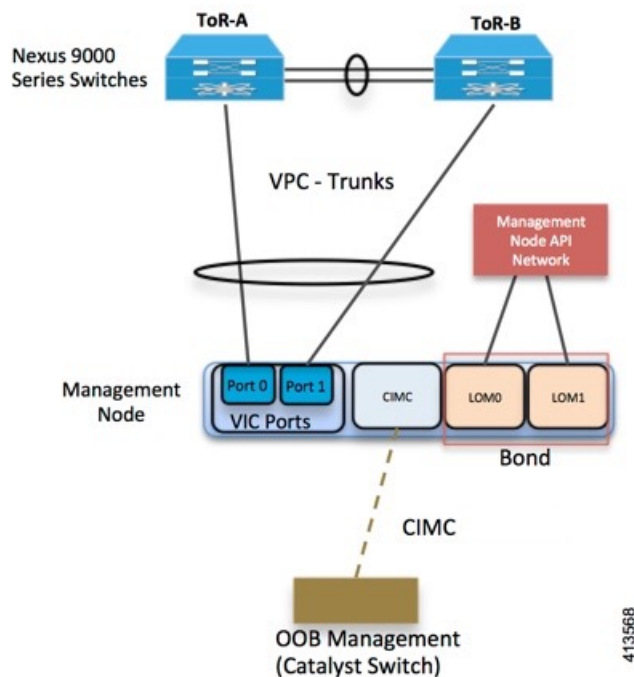 ToR-A
ToR-B
Nexus 9000
Series Switches
VPC - Trunks
Management
Node API
Network
Management
Node
Port 0
Port 1
VIC Ports
CIMC
LOM0
LOM1
Bond
CIMC
OOB Management
(Catalyst Switch)
413568